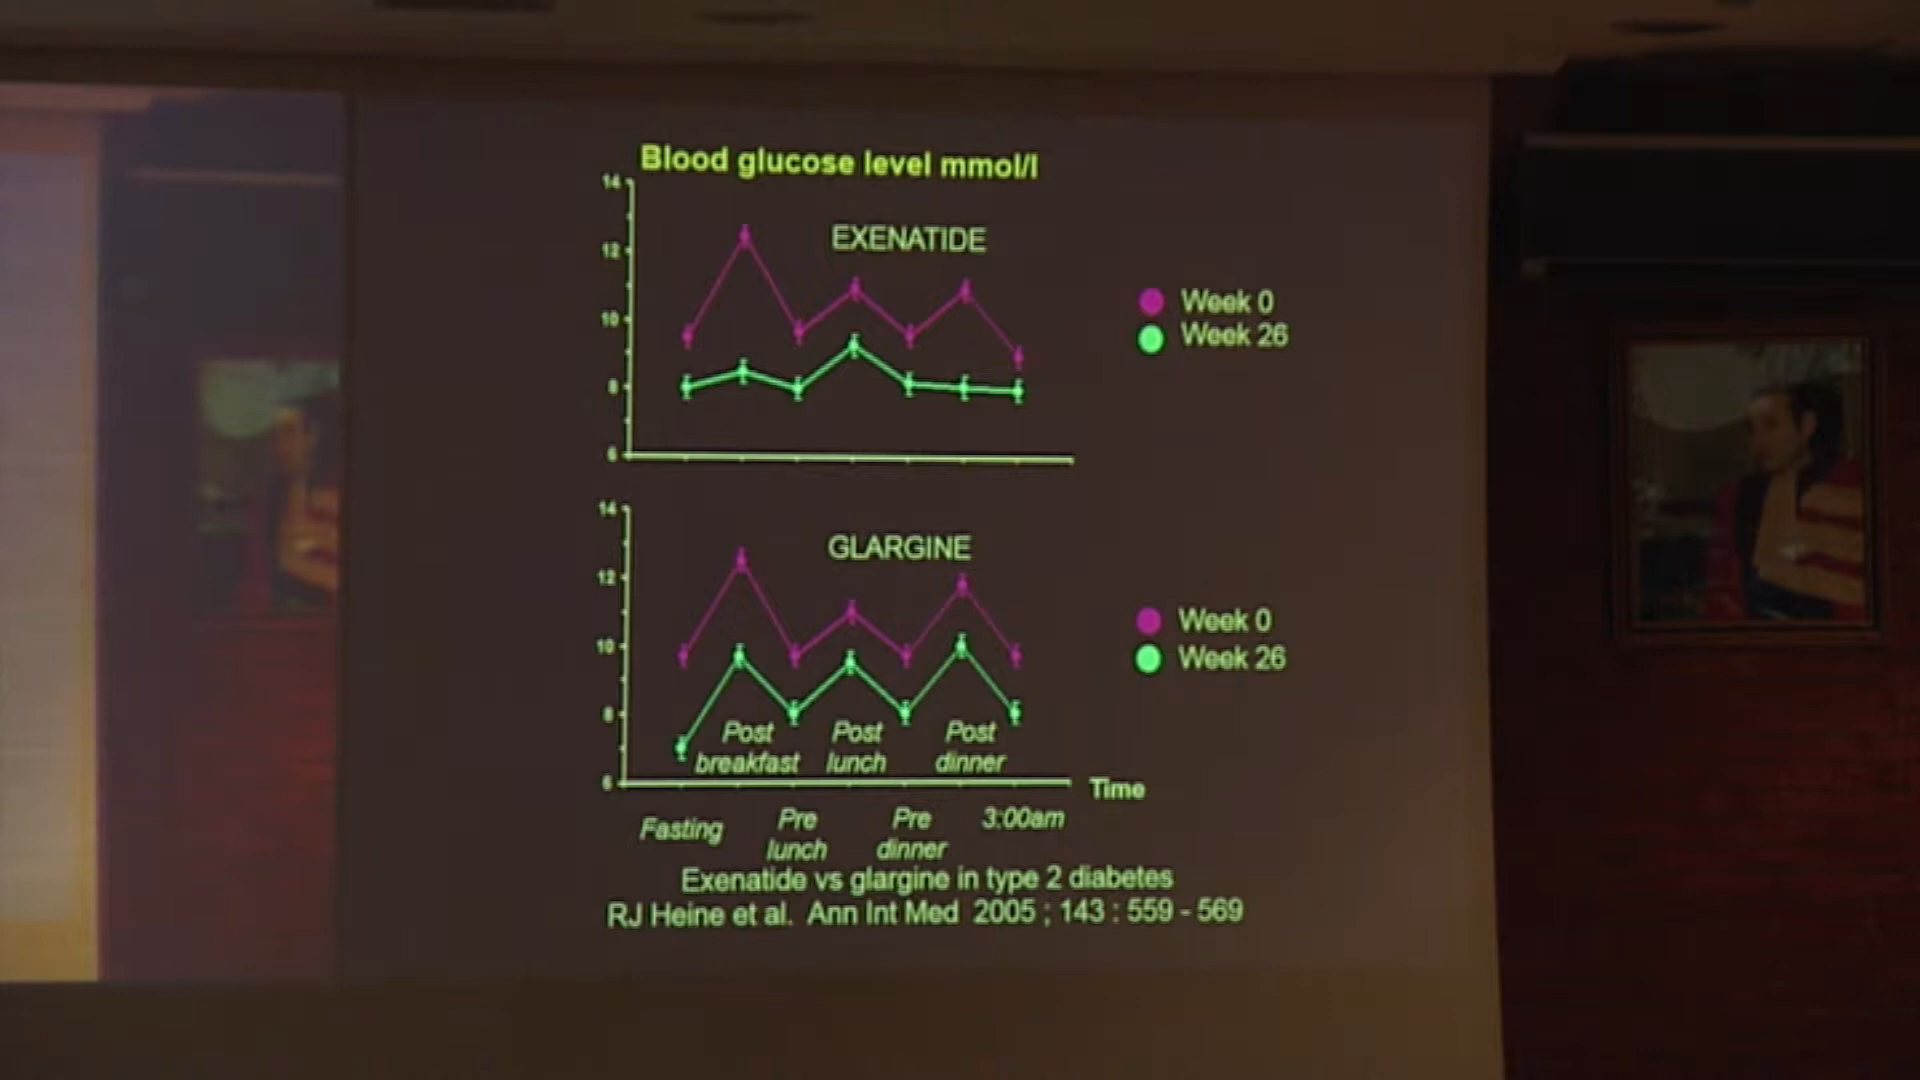 Blood glucose level mmol/l
14
12
10
8
6
EXENATIDE
Week 0
Week 26
14
12
10
8
6
GLARGINE
Week 0
Week 26
Post
breakfast
Post
lunch
Post
dinner
Time
Fasting
Pre
lunch
Pre
dinner
3:00am
Exenatide vs glargine in type 2 diabetes
RJ Heine et al. Ann Int Med 2005 ; 143 : 559 - 569